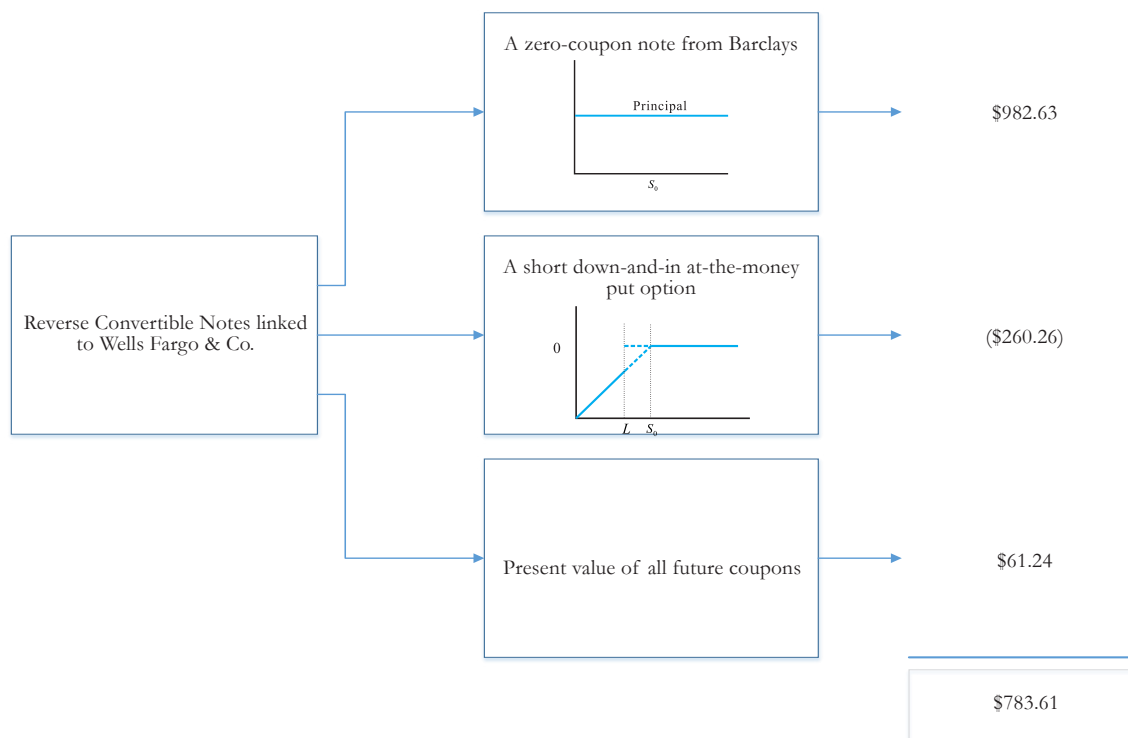 A zero-coupon note from Barclays
Principal
S₀
$982.63
Reverse Convertible Notes linked
to Wells Fargo & Co.
A short down-and-in at-the-money
put option
0
L S₀
($260.26)
Present value of all future coupons
$61.24
$783.61